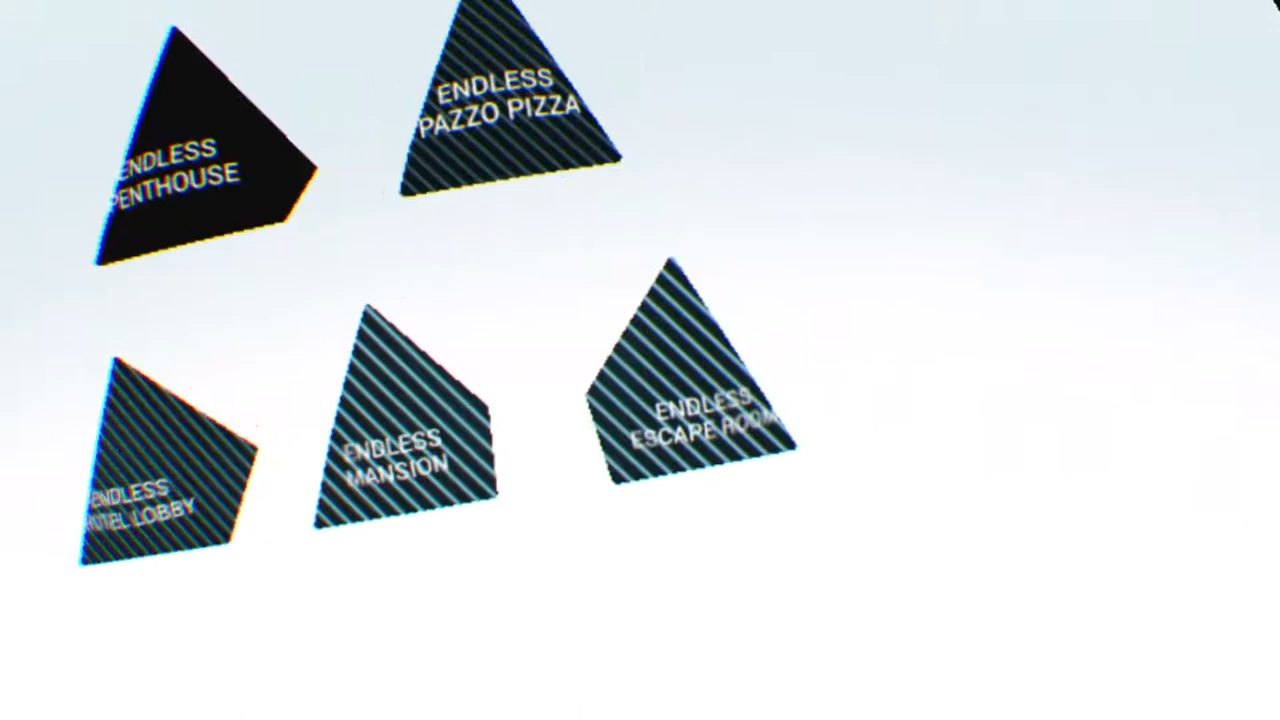 ENDLESS
PENTHOUSE
ENDLESS
PAZZO PIZZA
ENDLESS
HOTEL LOBBY
ENDLESS
MANSION
ENDLESS
ESCAPE ROOM